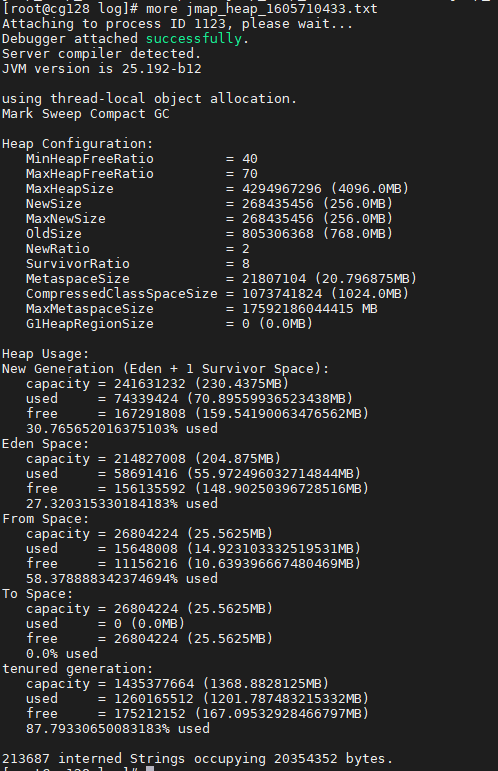 [root@cg128 log]# more jmap_heap_1605710433.txt
Attaching to process ID 1123, please wait...
Debugger attached successfully.
Server compiler detected.
JVM version is 25.192-b12

using thread-local object allocation.
Mark Sweep Compact GC

Heap Configuration:
   MinHeapFreeRatio         = 40
   MaxHeapFreeRatio         = 70
   MaxHeapSize              = 4294967296 (4096.0MB)
   NewSize                  = 268435456 (256.0MB)
   MaxNewSize               = 268435456 (256.0MB)
   OldSize                  = 805306368 (768.0MB)
   NewRatio                 = 2
   SurvivorRatio            = 8
   MetaspaceSize            = 21807104 (20.796875MB)
   CompressedClassSpaceSize = 1073741824 (1024.0MB)
   MaxMetaspaceSize         = 17592186044415 MB
   G1HeapRegionSize         = 0 (0.0MB)

Heap Usage:
New Generation (Eden + 1 Survivor Space):
   capacity = 241631232 (230.4375MB)
   used     = 74339424 (70.89559936523438MB)
   free     = 167291808 (159.54190063476562MB)
   30.765652016375103% used
Eden Space:
   capacity = 214827008 (204.875MB)
   used     = 58691416 (55.972496032714844MB)
   free     = 156135592 (148.90250396728516MB)
   27.320315330184183% used
From Space:
   capacity = 26804224 (25.5625MB)
   used     = 15648008 (14.923103332519531MB)
   free     = 11156216 (10.639396667480469MB)
   58.378888342374694% used
To Space:
   capacity = 26804224 (25.5625MB)
   used     = 0 (0.0MB)
   free     = 26804224 (25.5625MB)
   0.0% used
tenured generation:
   capacity = 1435377664 (1368.8828125MB)
   used     = 1260165512 (1201.787483215332MB)
   free     = 175212152 (167.09532928466797MB)
   87.79330650083183% used

213687 interned Strings occupying 20354352 bytes.